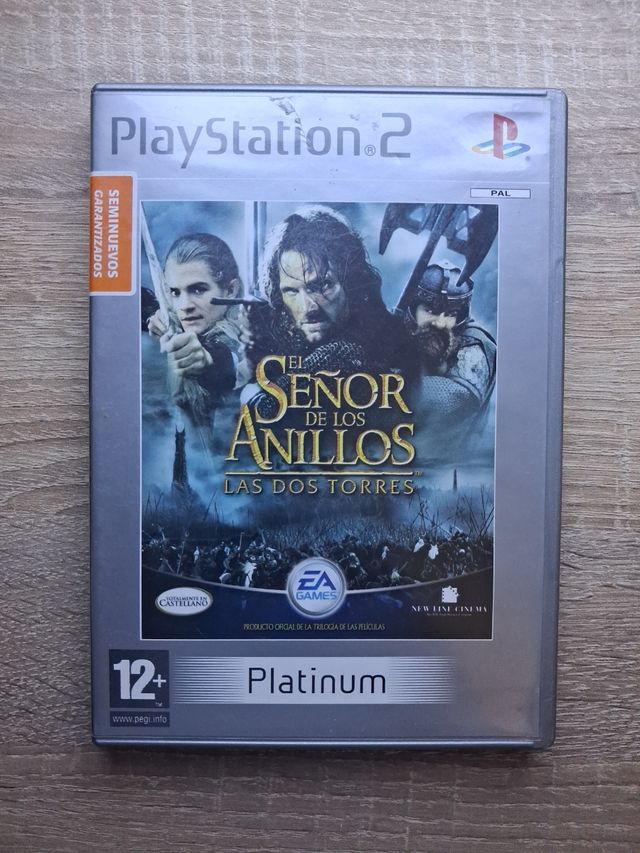 PlayStation®2
PAL
SEMINUEVOS
GARANTIZADOS
EL
SEÑOR
DE LOS
ANILLOS
LAS DOS TORRES
EA
GAMES
TOTALMENTE EN
CASTELLANO
NEW LINE CINEMA
PRODUCTO OFICIAL DE LA TRILOGÍA DE LAS PELÍCULAS
12+
www.pegi.info
Platinum